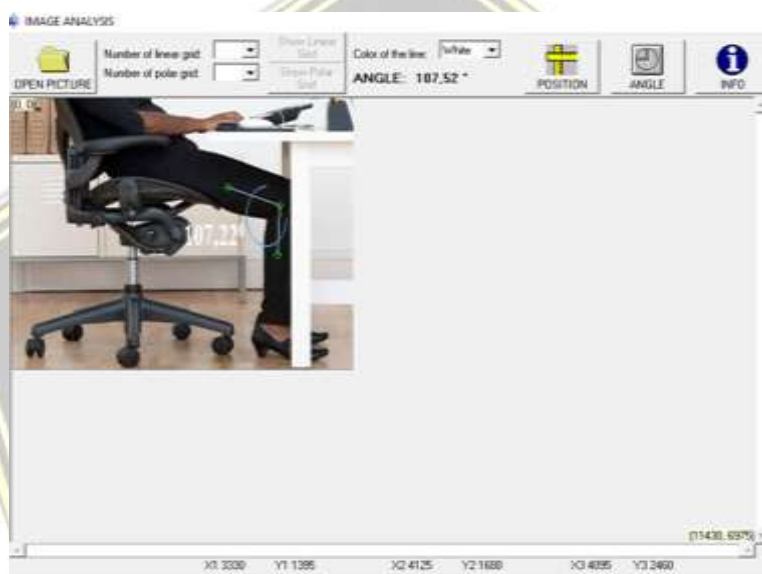 IMAGE ANALYSIS
OPEN PICTURE
Number of linear grid:
Number of polar grid:
Show Linear Grid
Show Polar Grid
Color of the line: White
ANGLE: 107,52 °
POSITION
ANGLE
INFO
107,22°
(11430, 6975)
X1 3330 Y1 1395 X2 4125 Y2 1680 X3 4095 Y3 2460